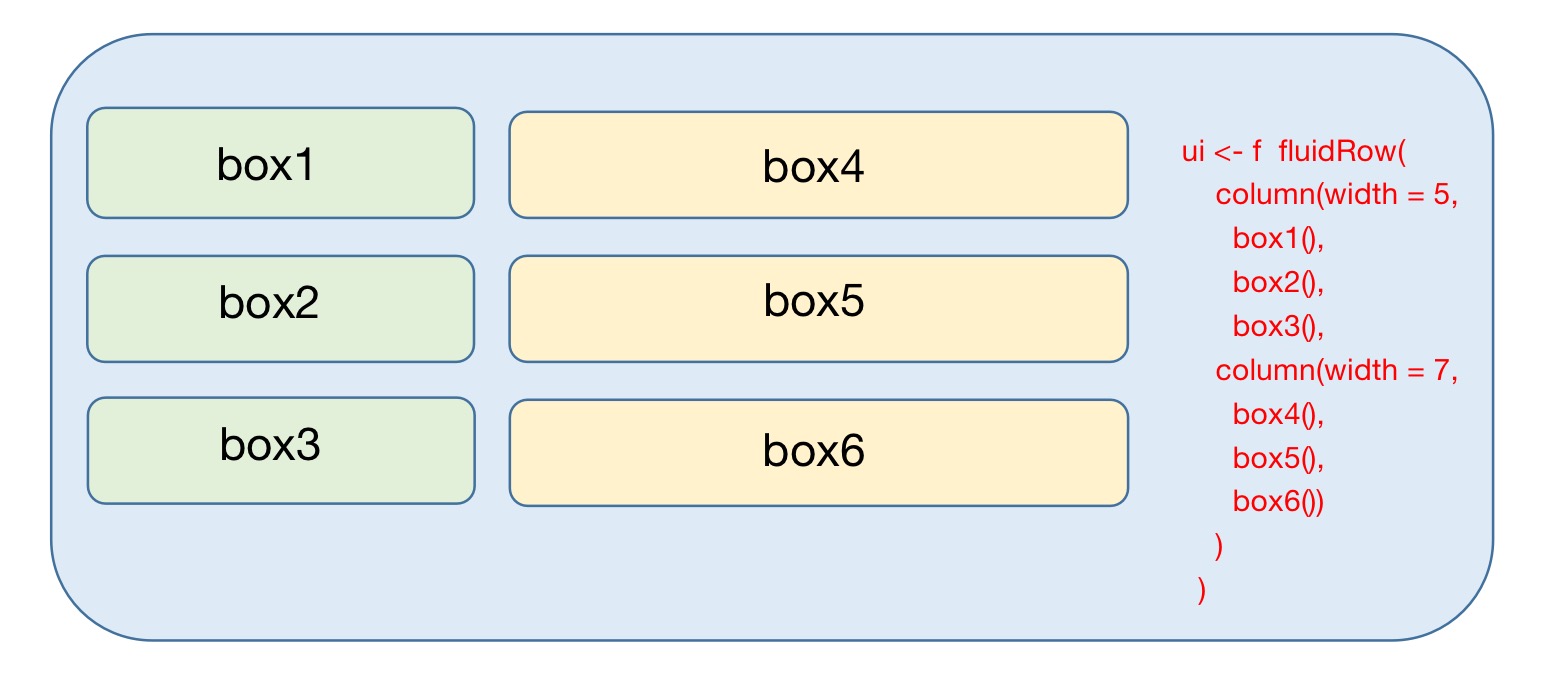 box1
box2
box3
box4
box5
box6
ui <- f  fluidRow(
column(width = 5,
box1(),
box2(),
box3(),
column(width = 7,
box4(),
box5(),
box6())
)
)